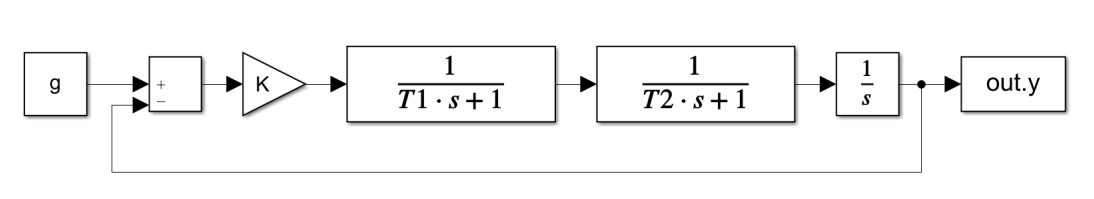 g
+
−
K
1
T1 · s + 1
1
T2 · s + 1
1
s
out.y